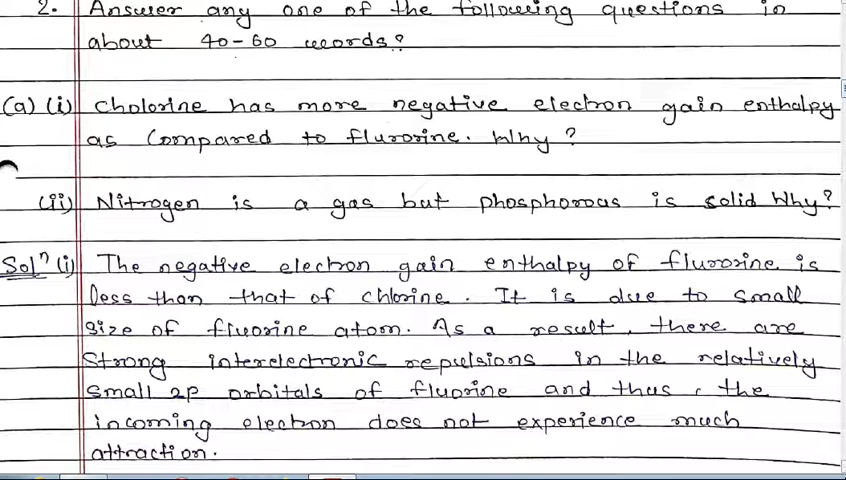 2. Answer any one of the following questions in
about 40-60 words?
(a) (i) Cholorine has more negative electron gain enthalpy
as Compared to flurorine. Why?
(ii) Nitrogen is a gas but phosphorous is solid Why?
Solⁿ (i) The negative electron gain enthalpy of flurorine is
less than that of chlorine. It is due to small
size of fluorine atom. As a result, there are
strong interelectronic repulsions in the relatively
small 2p orbitals of fluorine and thus, the
incoming electron does not experience much
attraction.